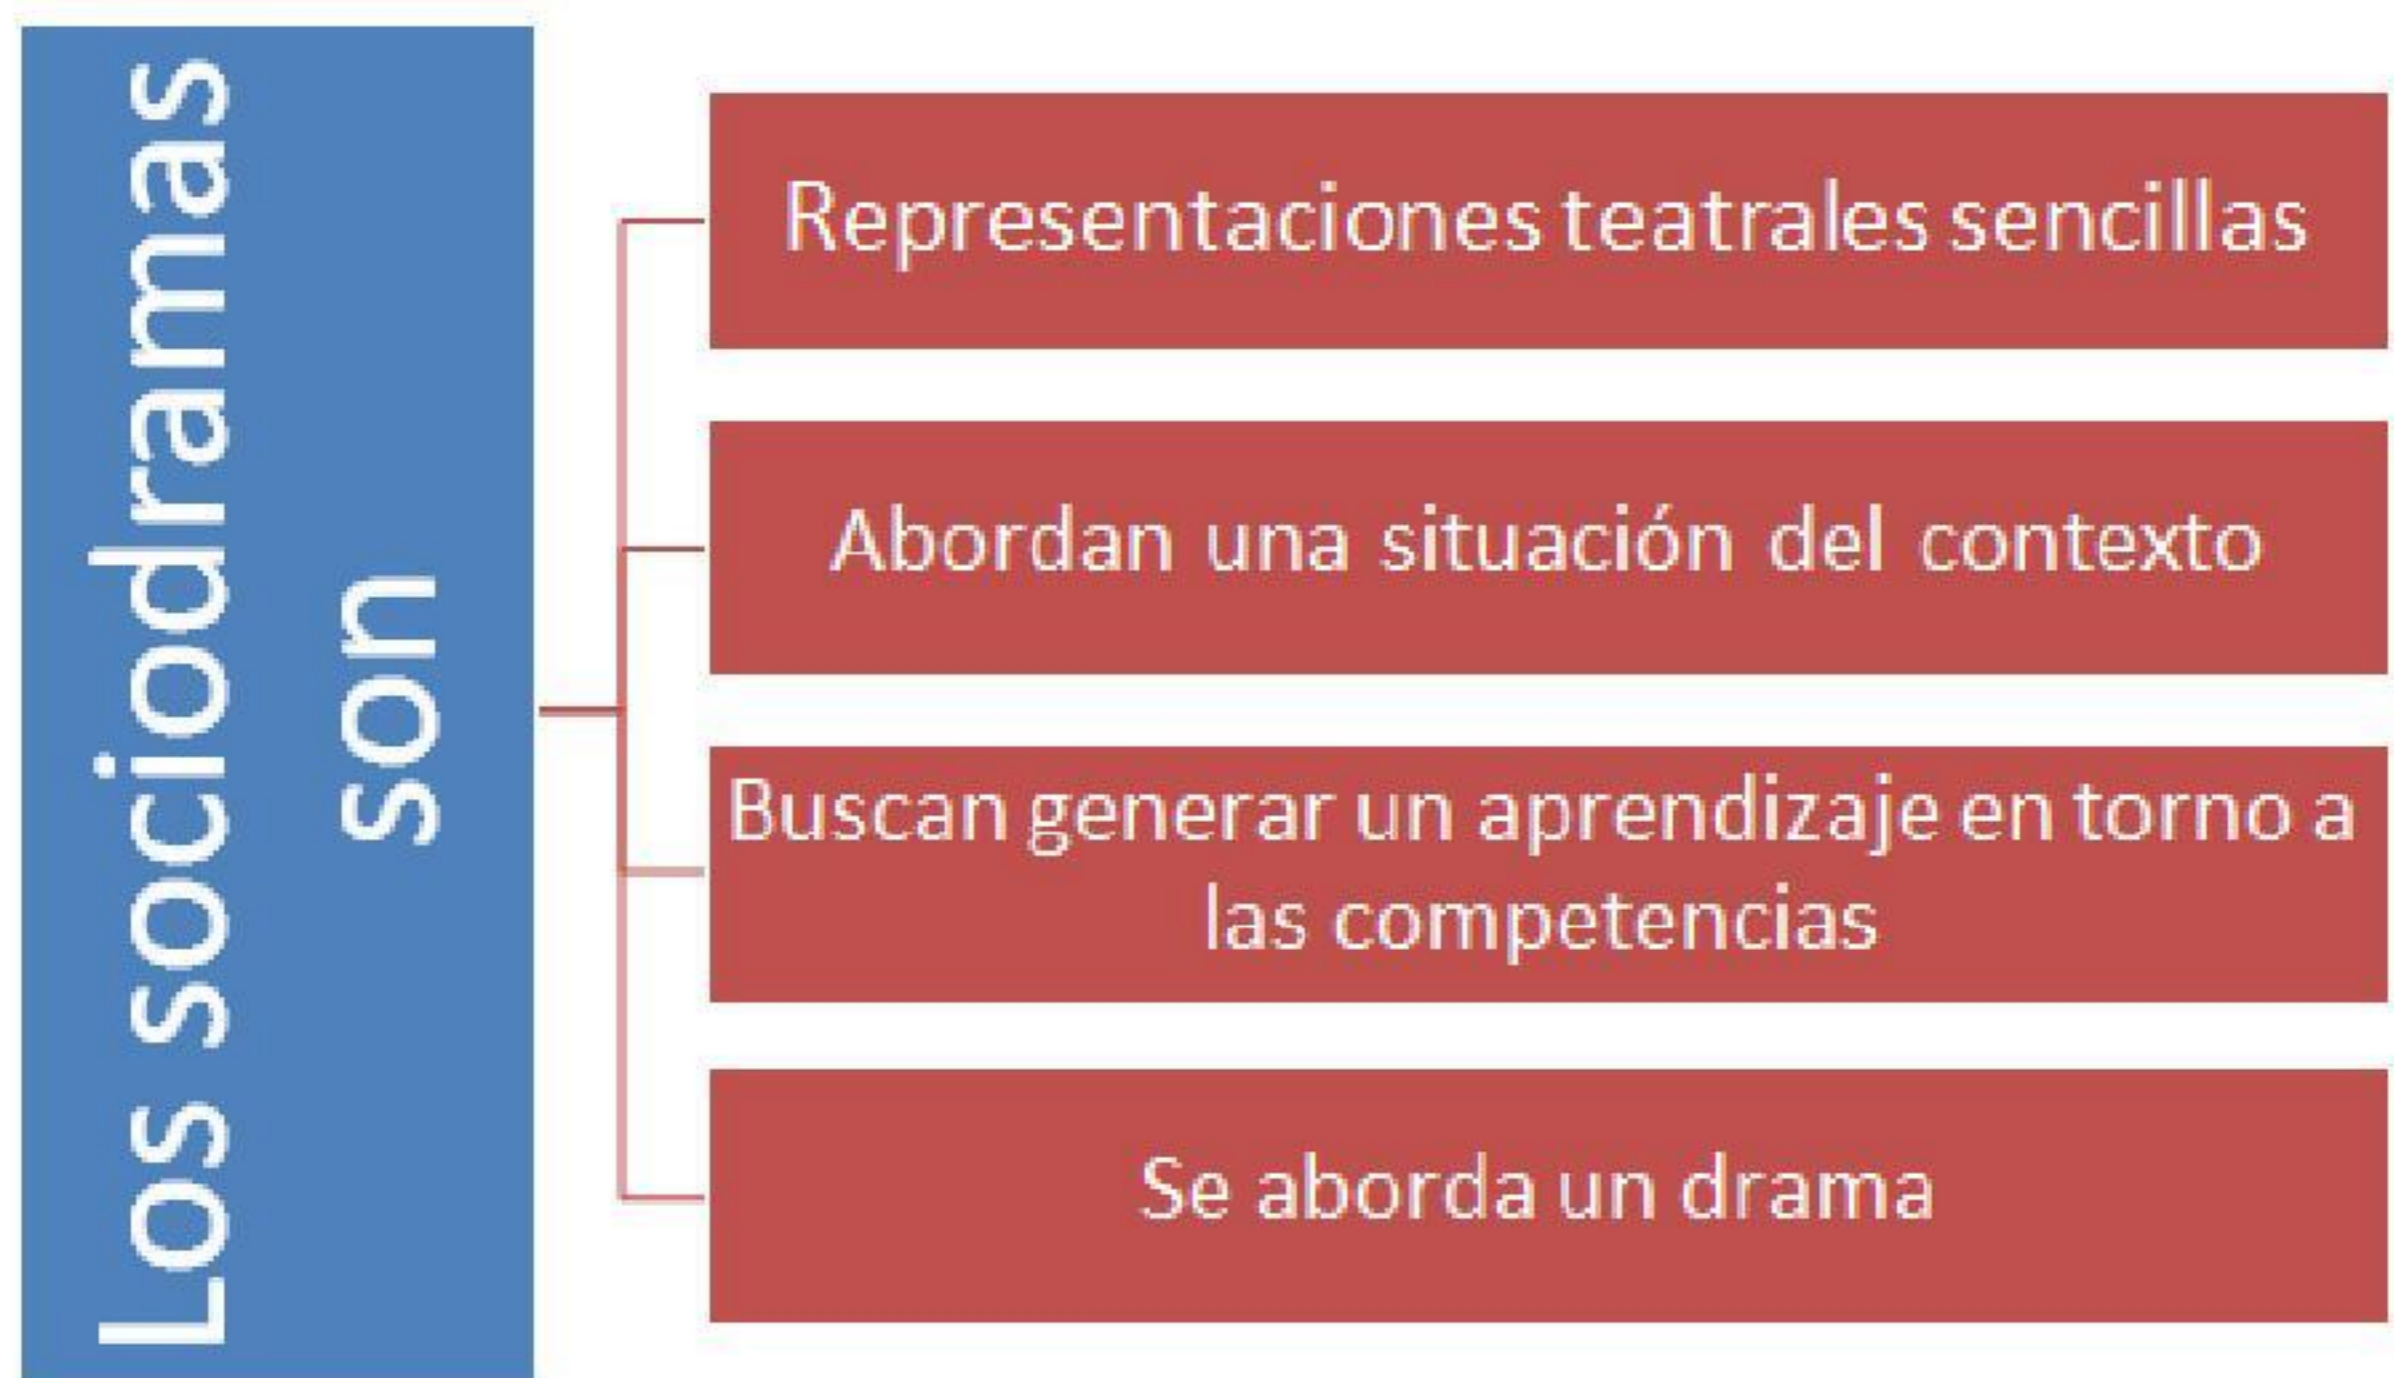 Los sociodramas
son
Representaciones teatrales sencillas
Abordan una situación del contexto
Buscan generar un aprendizaje en torno a
las competencias
Se aborda un drama